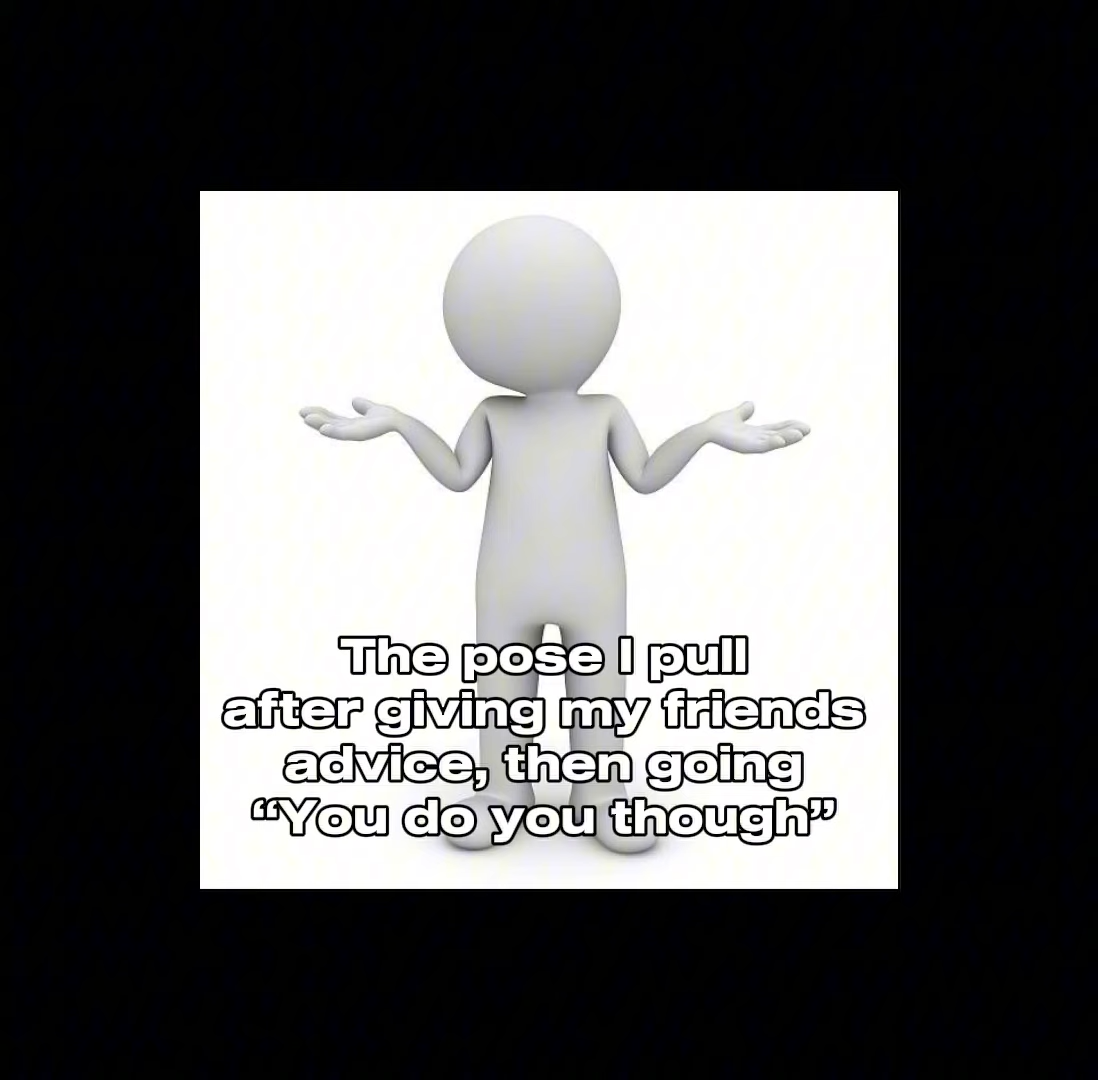 The pose I pull
after giving my friends
advice, then going
“You do you though”